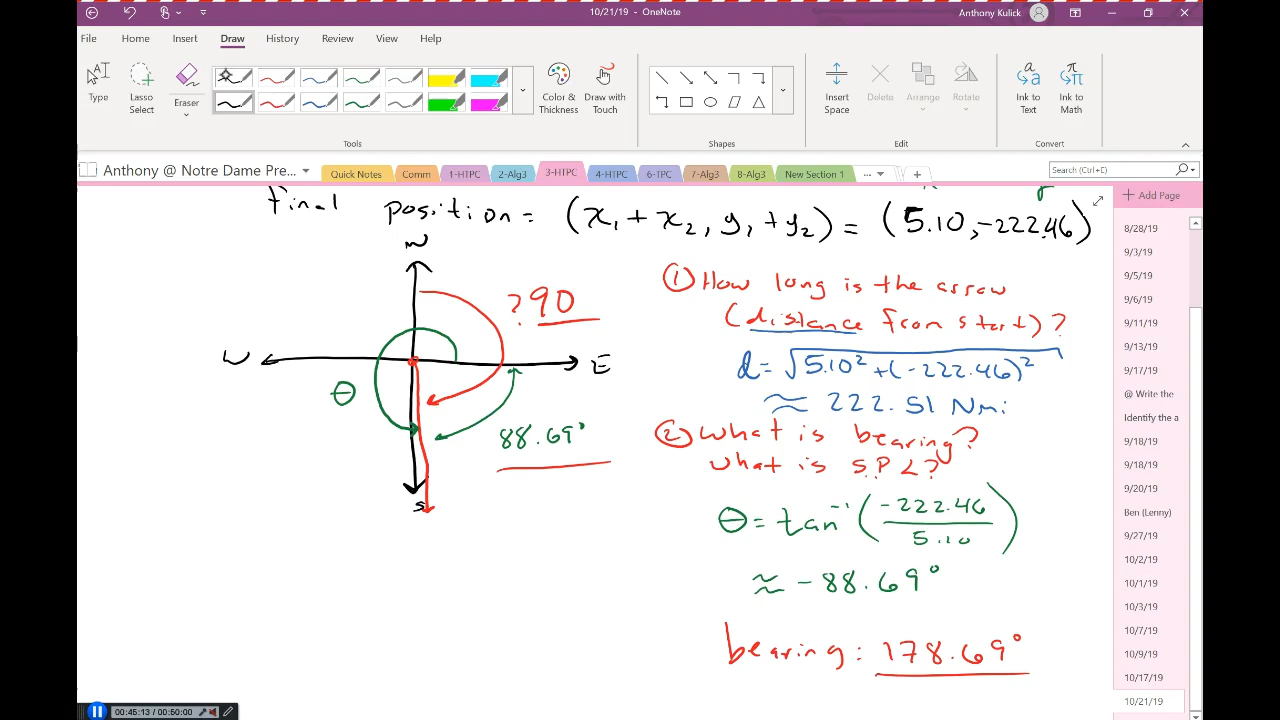 10/21/19 - OneNote
Anthony Kulick
File Home Insert Draw History Review View Help
Type
Lasso Select
Eraser
Color & Thickness
Draw with Touch
Insert Space
Delete
Arrange
Rotate
Ink to Text
Ink to Math
Tools
Shapes
Edit
Convert
Anthony @ Notre Dame Pre...
Quick Notes
Comm
1-HTPC
2-Alg3
3-HTPC
4-HTPC
6-TPC
7-Alg3
8-Alg3
New Section 1
...
+
Search (Ctrl+E)
+ Add Page
8/28/19
9/3/19
9/5/19
9/6/19
9/11/19
9/13/19
9/17/19
@ Write the
Identify the a
9/18/19
9/18/19
9/20/19
Ben (Lenny)
9/27/19
10/2/19
10/1/19
10/3/19
10/7/19
10/9/19
10/17/19
10/21/19
Final position = (x₁ + x₂, y₁ + y₂) = (5.10, -222.46)
N
W
E
S
? 90
θ
88.69°
① How long is the arrow
(distance from start)?
d = √5.10² + (-222.46)²
≈ 222.51 Nmi
② What is bearing?
What is S.P.L?
θ = tan⁻¹(-222.46/5.10)
≈ -88.69°
bearing: 178.69°
00:45:13 / 00:50:00